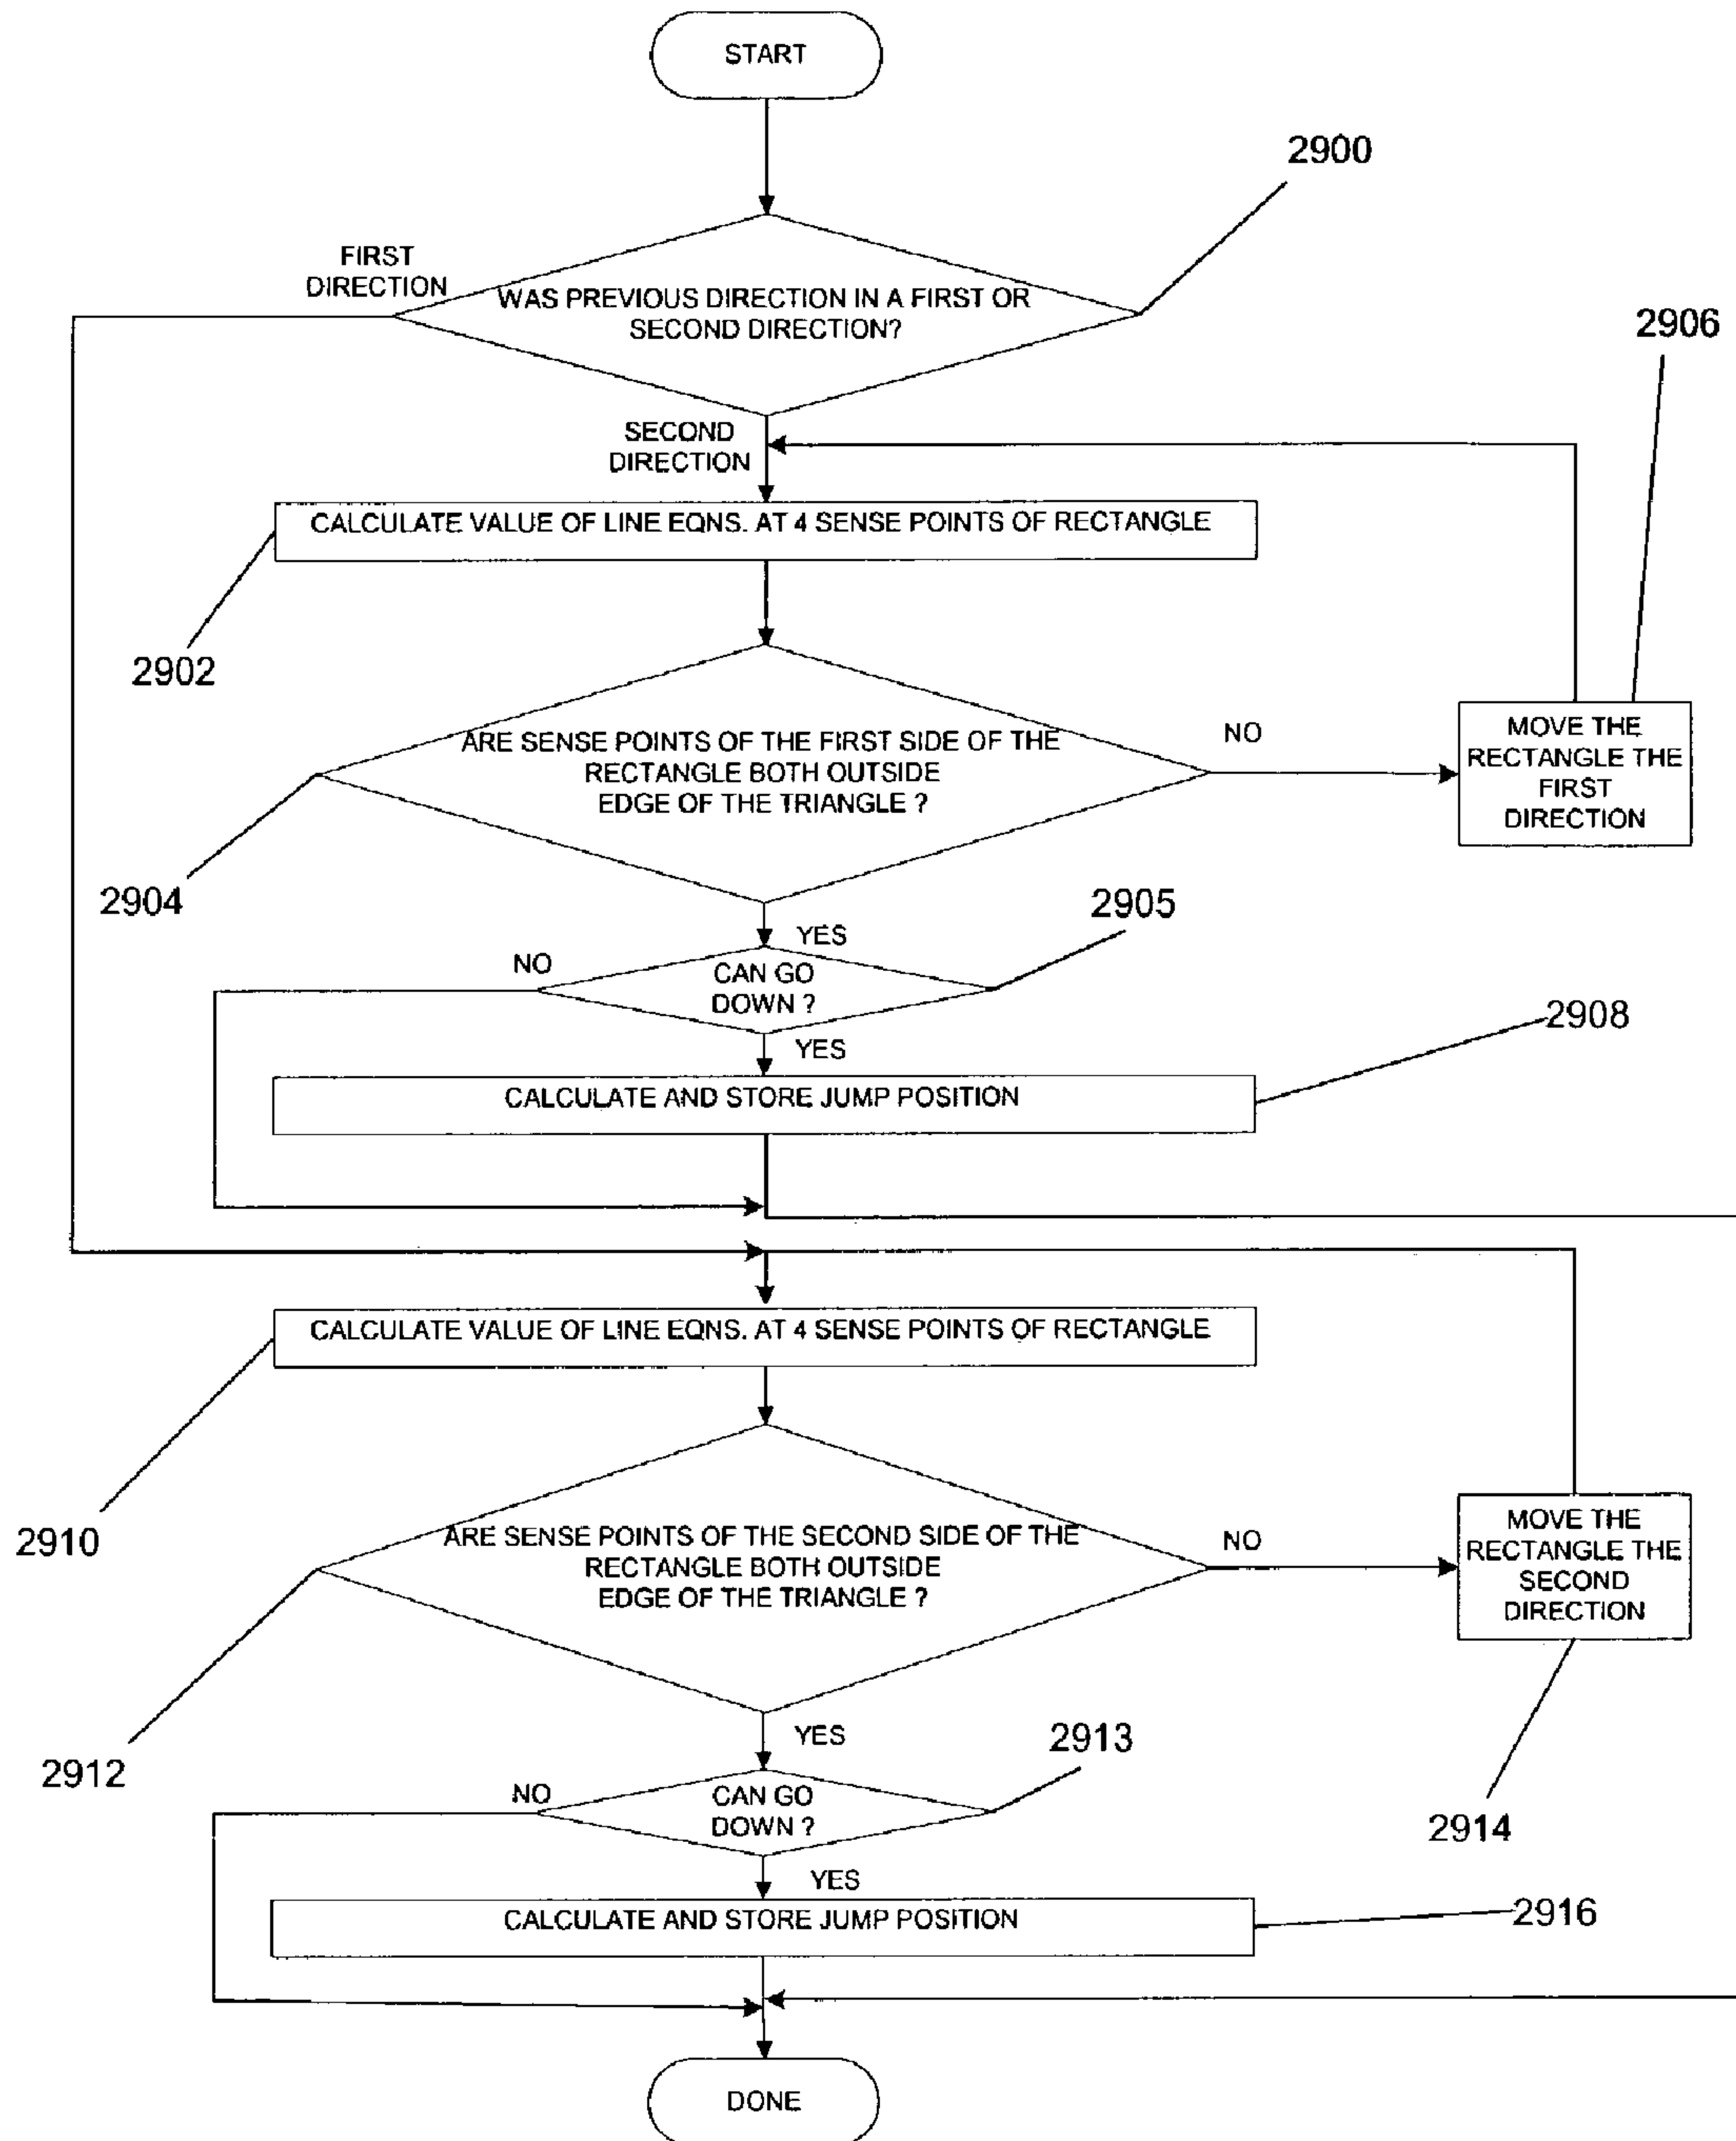 START
2900
FIRST
DIRECTION
WAS PREVIOUS DIRECTION IN A FIRST OR
SECOND DIRECTION?
2906
SECOND
DIRECTION
CALCULATE VALUE OF LINE EQNS. AT 4 SENSE POINTS OF RECTANGLE
2902
ARE SENSE POINTS OF THE FIRST SIDE OF THE
RECTANGLE BOTH OUTSIDE
EDGE OF THE TRIANGLE ?
NO
MOVE THE
RECTANGLE THE
FIRST
DIRECTION
2904
2905
YES
NO
CAN GO
DOWN ?
2908
YES
CALCULATE AND STORE JUMP POSITION
CALCULATE VALUE OF LINE EQNS. AT 4 SENSE POINTS OF RECTANGLE
2910
ARE SENSE POINTS OF THE SECOND SIDE OF THE
RECTANGLE BOTH OUTSIDE
EDGE OF THE TRIANGLE ?
NO
MOVE THE
RECTANGLE THE
SECOND
DIRECTION
2912
YES
2913
NO
CAN GO
DOWN ?
2914
YES
CALCULATE AND STORE JUMP POSITION
2916
DONE